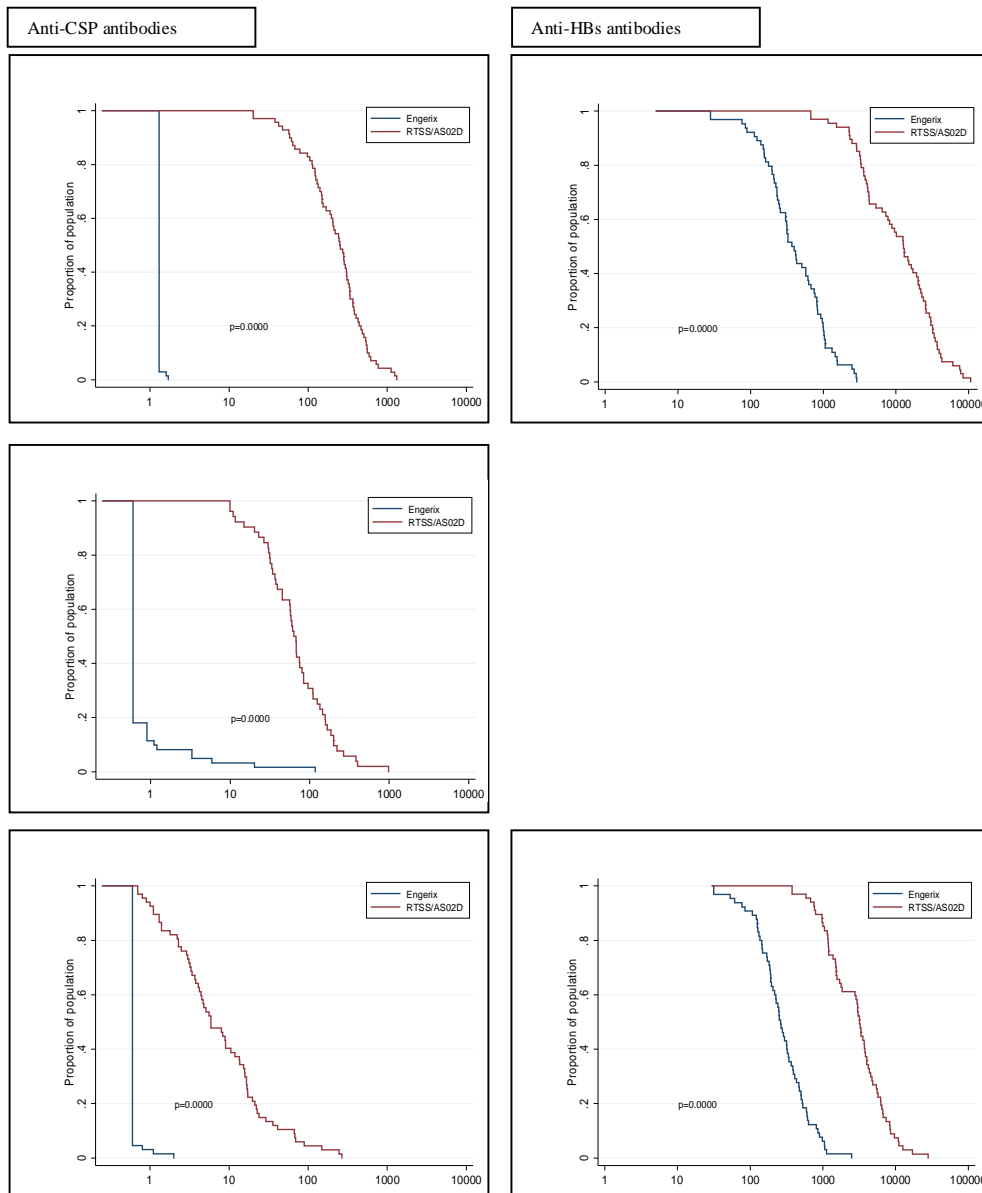 Anti-CSP antibodies
Anti-HBs antibodies
Engerix
RTSS/AS02D
Proportion of population
1
.8
.6
.4
.2
0
p=0.0000
1 10 100 1000 10000
Engerix
RTSS/AS02D
Proportion of population
1
.8
.6
.4
.2
0
p=0.0000
1 10 100 1000 10000 100000
Engerix
RTSS/AS02D
Proportion of population
1
.8
.6
.4
.2
0
p=0.0000
1 10 100 1000 10000
Engerix
RTSS/AS02D
Proportion of population
1
.8
.6
.4
.2
0
p=0.0000
1 10 100 1000 10000
Engerix
RTSS/AS02D
Proportion of population
1
.8
.6
.4
.2
0
p=0.0000
1 10 100 1000 10000 100000